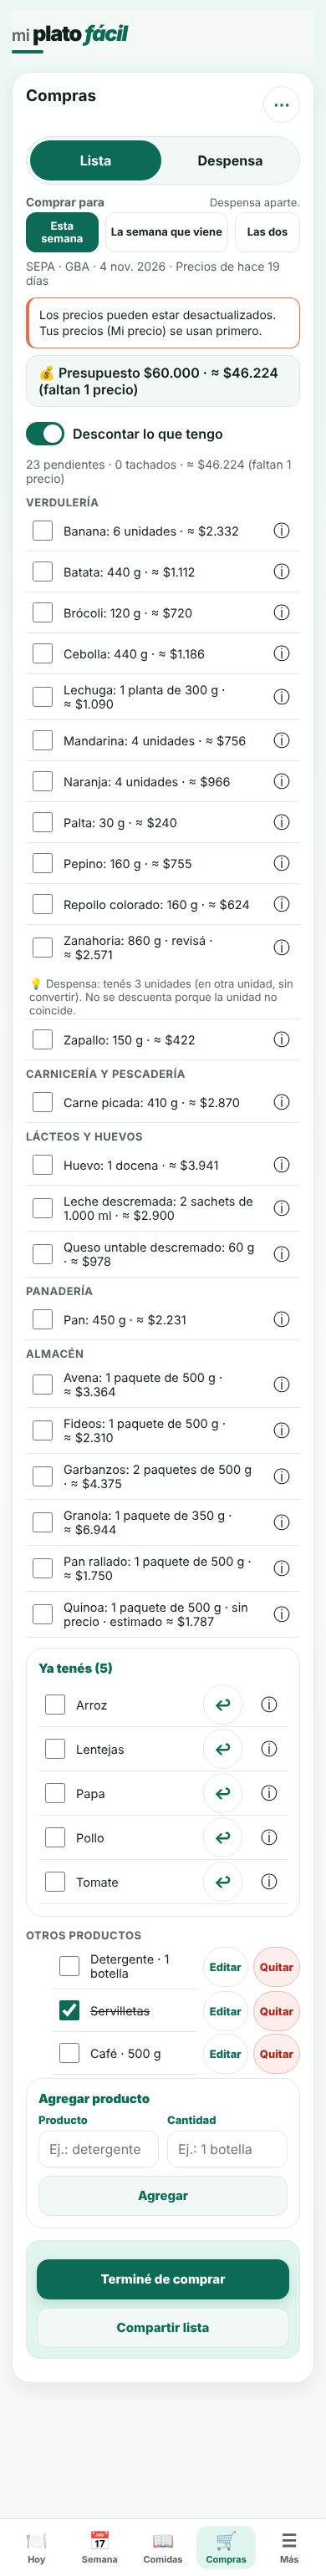 mi plato fácil
Compras
⋯
Lista
Despensa
Comprar para
Despensa aparte.
Esta
semana
La semana que viene
Las dos
SEPA · GBA · 4 nov. 2026 · Precios de hace 19
días
Los precios pueden estar desactualizados.
Tus precios (Mi precio) se usan primero.
💰 Presupuesto $60.000 · ≈ $46.224
(faltan 1 precio)
Descontar lo que tengo
23 pendientes · 0 tachados · ≈ $46.224 (faltan 1
precio)
VERDULERÍA
Banana: 6 unidades · ≈ $2.332 ⓘ
Batata: 440 g · ≈ $1.112 ⓘ
Brócoli: 120 g · ≈ $720 ⓘ
Cebolla: 440 g · ≈ $1.186 ⓘ
Lechuga: 1 planta de 300 g ·
≈ $1.090 ⓘ
Mandarina: 4 unidades · ≈ $756 ⓘ
Naranja: 4 unidades · ≈ $966 ⓘ
Palta: 30 g · ≈ $240 ⓘ
Pepino: 160 g · ≈ $755 ⓘ
Repollo colorado: 160 g · ≈ $624 ⓘ
Zanahoria: 860 g · revisá ·
≈ $2.571 ⓘ
💡 Despensa: tenés 3 unidades (en otra unidad, sin
convertir). No se descuenta porque la unidad no
coincide.
Zapallo: 150 g · ≈ $422 ⓘ
CARNICERÍA Y PESCADERÍA
Carne picada: 410 g · ≈ $2.870 ⓘ
LÁCTEOS Y HUEVOS
Huevo: 1 docena · ≈ $3.941 ⓘ
Leche descremada: 2 sachets de
1.000 ml · ≈ $2.900 ⓘ
Queso untable descremado: 60 g
· ≈ $978 ⓘ
PANADERÍA
Pan: 450 g · ≈ $2.231 ⓘ
ALMACÉN
Avena: 1 paquete de 500 g ·
≈ $3.364 ⓘ
Fideos: 1 paquete de 500 g ·
≈ $2.310 ⓘ
Garbanzos: 2 paquetes de 500 g
· ≈ $4.375 ⓘ
Granola: 1 paquete de 350 g ·
≈ $6.944 ⓘ
Pan rallado: 1 paquete de 500 g ·
≈ $1.750 ⓘ
Quinoa: 1 paquete de 500 g · sin
precio · estimado ≈ $1.787 ⓘ
Ya tenés (5)
Arroz ↩ ⓘ
Lentejas ↩ ⓘ
Papa ↩ ⓘ
Pollo ↩ ⓘ
Tomate ↩ ⓘ
OTROS PRODUCTOS
Detergente · 1
botella
Editar
Quitar
Servilletas
Editar
Quitar
Café · 500 g
Editar
Quitar
Agregar producto
Producto
Cantidad
Ej.: detergente
Ej.: 1 botella
Agregar
Terminé de comprar
Compartir lista
Hoy
Semana
Comidas
Compras
Más